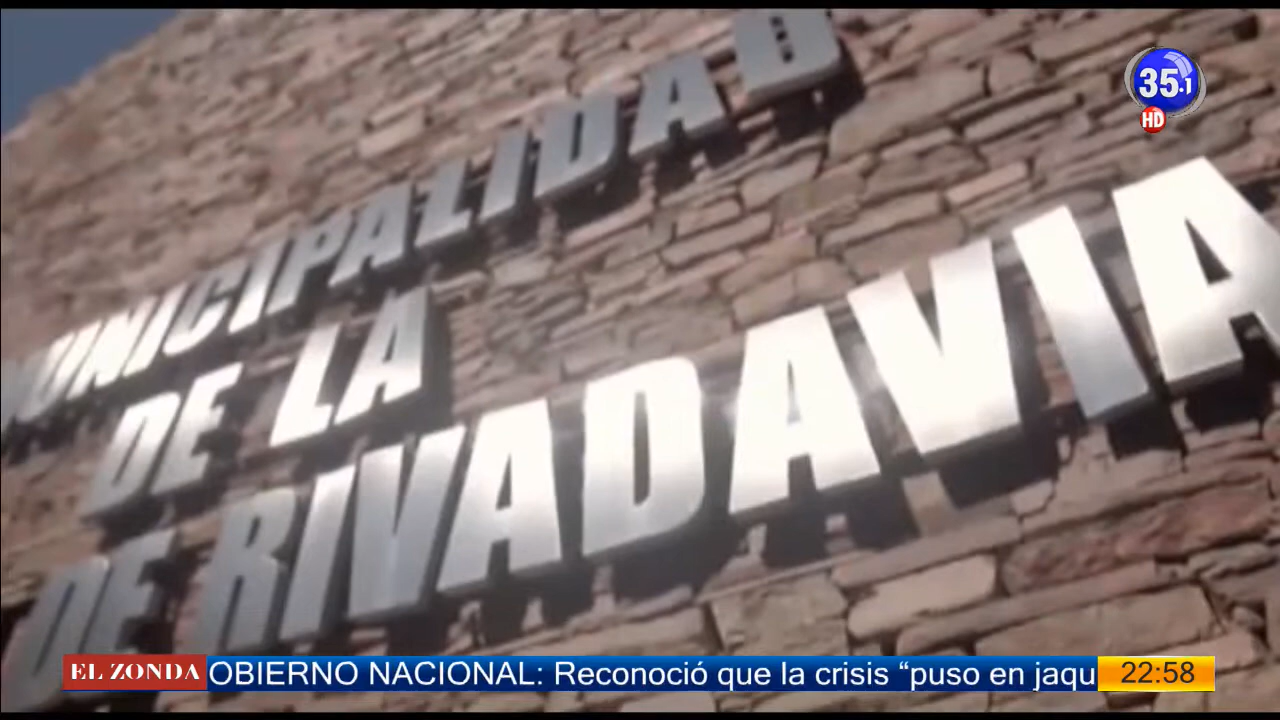 35.1
HD
MUNICIPALIDAD
DE LA
DE RIVADAVIA
EL ZONDA
OBIERNO NACIONAL: Reconoció que la crisis “puso en jaqu
22:58